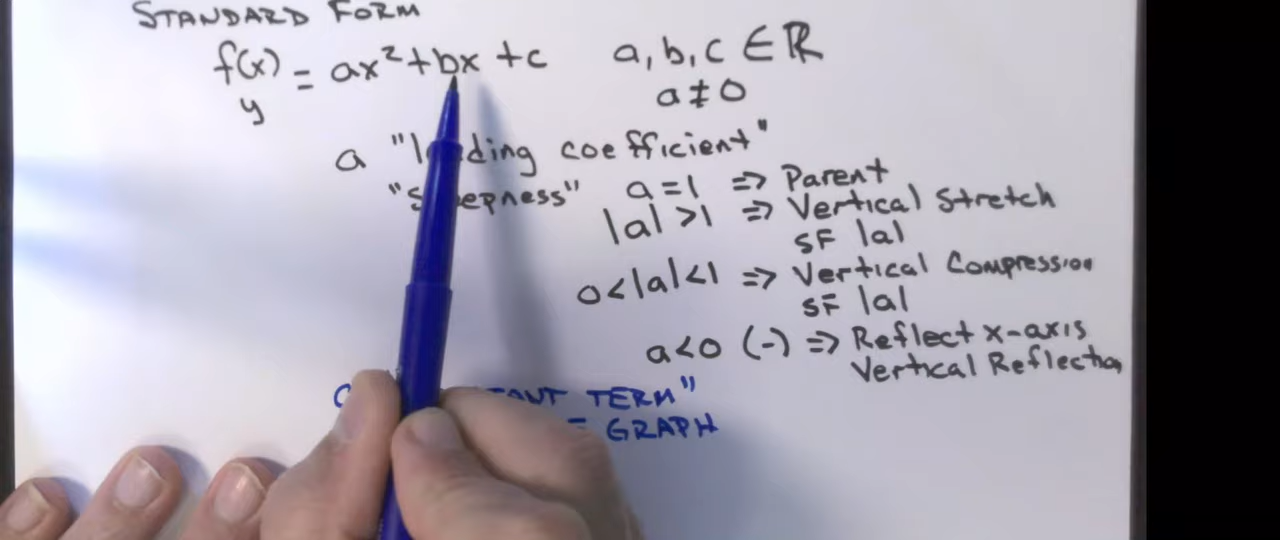 STANDARD FORM
f(x) = ax²+bx +c a, b, c ∈ ℝ
y a ≠ 0
a "leading coefficient"
"steepness" a=1 => Parent
|a| >1 => Vertical Stretch
SF |a|
0<|a|<1 => Vertical Compression
SF |a|
a<0 (-) => Reflect x-axis
Vertical Reflection
TERM"
GRAPH